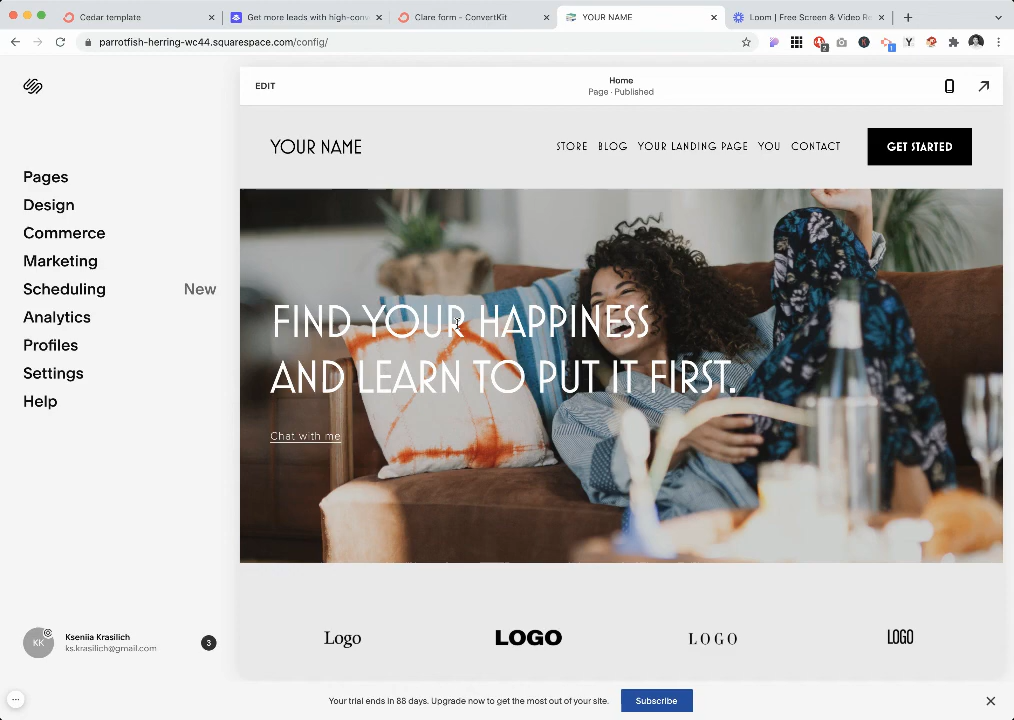 Cedar template
Get more leads with high-conv
Clare form - ConvertKit
YOUR NAME
Loom | Free Screen & Video Re
parrotfish-herring-wc44.squarespace.com/config/
2
1
Y
EDIT
Home
Page · Published
YOUR NAME
STORE BLOG YOUR LANDING PAGE YOU CONTACT
GET STARTED
Pages
Design
Commerce
Marketing
Scheduling New
Analytics
Profiles
Settings
Help
FIND YOUR HAPPINESS
AND LEARN TO PUT IT FIRST.
Chat with me
Logo
LOGO
LOGO
LOGO
KK
Kseniia Krasilich
ks.krasilich@gmail.com
3
Your trial ends in 88 days. Upgrade now to get the most out of your site.
Subscribe